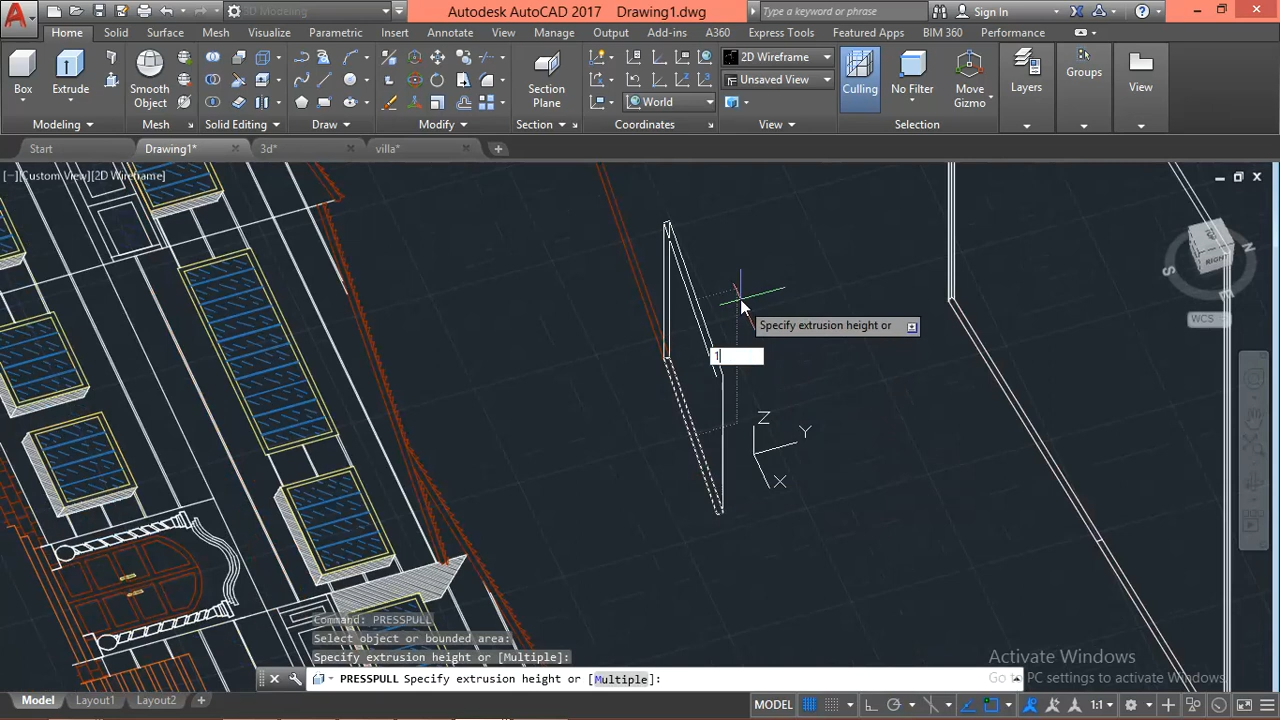 3D Modeling
Autodesk AutoCAD 2017 Drawing1.dwg
Type a keyword or phrase
Sign In
Home Solid Surface Mesh Visualize Parametric Insert Annotate View Manage Output Add-ins A360 Express Tools Featured Apps BIM 360 Performance
Box
Extrude
Smooth
Object
Section
Plane
2D Wireframe
Unsaved View
World
Culling
No Filter
Move
Gizmo
Layers
Groups
View
Modeling Mesh Solid Editing Draw Modify Section Coordinates View Selection
Start Drawing1* 3d* villa*
[−][Custom View][2D Wireframe]
TOP
RIGHT
S
N
E
WCS
Specify extrusion height or
1
Z
Y
X
Command: PRESSPULL
Select object or bounded area:
Specify extrusion height or [Multiple]:
PRESSPULL Specify extrusion height or [Multiple]:
Activate Windows
Go to PC settings to activate Windows.
Model Layout1 Layout2
MODEL
1:1